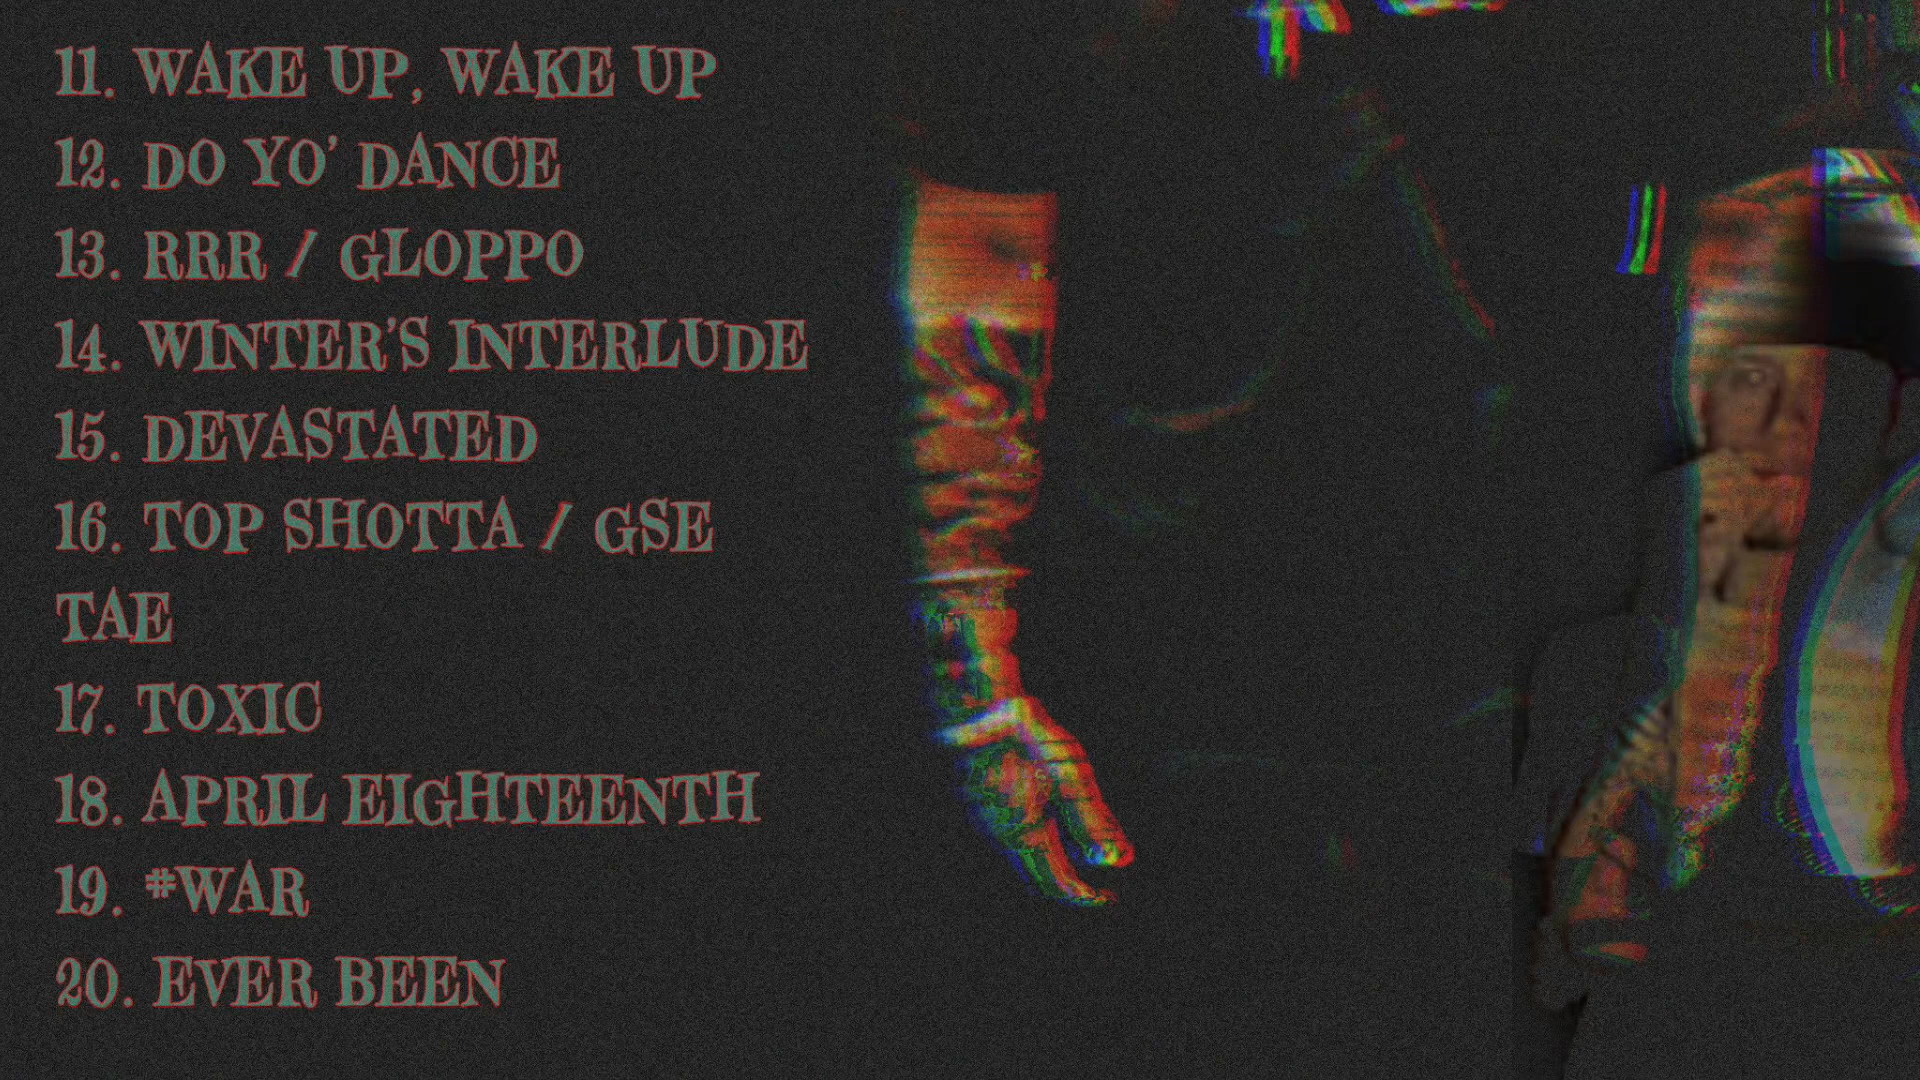 11. WAKE UP, WAKE UP
12. DO YO' DANCE
13. RRR / GLOPPO
14. WINTER'S INTERLUDE
15. DEVASTATED
16. TOP SHOTTA / GSE
TAE
17. TOXIC
18. APRIL EIGHTEENTH
19. #WAR
20. EVER BEEN